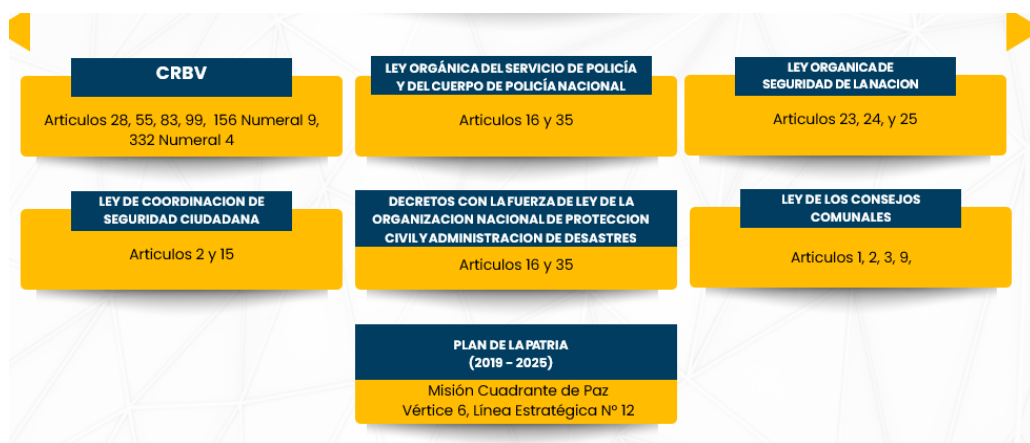 CRBV
Articulos 28, 55, 83, 99, 156 Numeral 9,
332 Numeral 4
LEY ORGÁNICA DEL SERVICIO DE POLICÍA
Y DEL CUERPO DE POLICÍA NACIONAL
Articulos 16 y 35
LEY ORGANICA DE
SEGURIDAD DE LA NACION
Articulos 23, 24, y 25
LEY DE COORDINACION DE
SEGURIDAD CIUDADANA
Articulos 2 y 15
DECRETOS CON LA FUERZA DE LEY DE LA
ORGANIZACION NACIONAL DE PROTECCION
CIVIL Y ADMINISTRACION DE DESASTRES
Articulos 16 y 35
LEY DE LOS CONSEJOS
COMUNALES
Articulos 1, 2, 3, 9,
PLAN DE LA PATRIA
(2019 - 2025)
Misión Cuadrante de Paz
Vértice 6, Línea Estratégica Nº 12